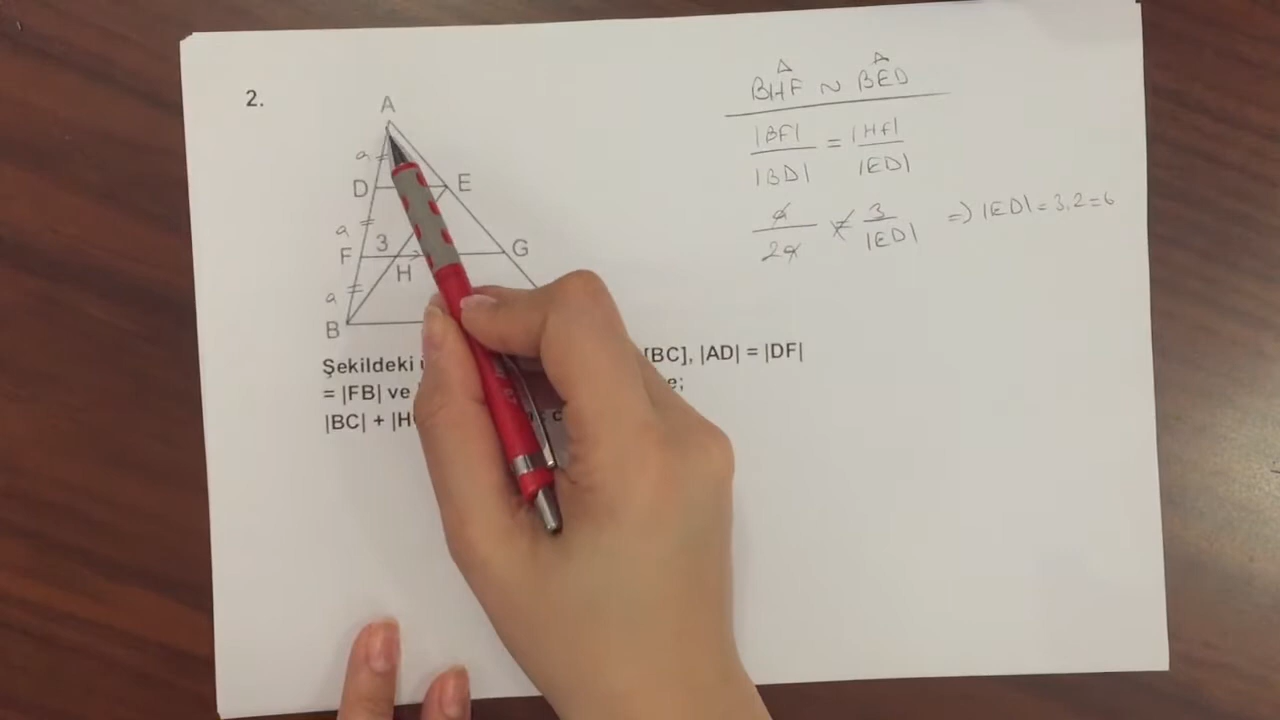 2.
A
a
D
E
a
F
3
G
H
a
B
Şekildeki
[BC], |AD| = |DF|
= |FB| ve
|BC| +
BHF ~ BED
|BF| / |BD| = |HF| / |ED|
a / 2a = 3 / |ED| ⇒ |ED| = 3.2 = 6